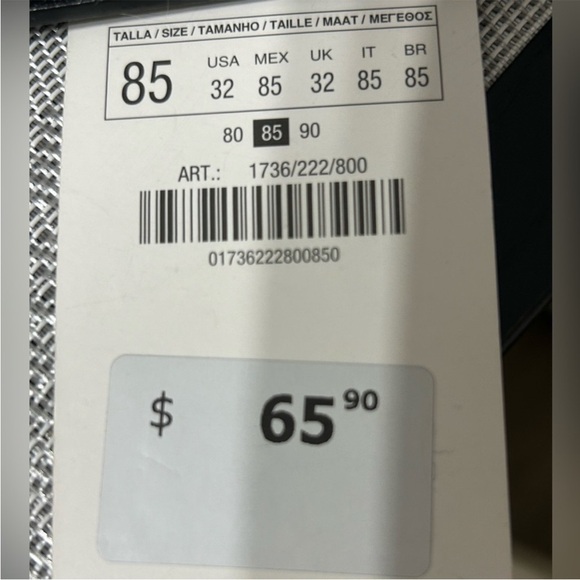 TALLA / SIZE / TAMANHO / TAILLE / MAAT / ΜΕΓΕΘΟΣ
85
USA MEX UK IT BR
32 85 32 85 85
80 85 90
ART.: 1736/222/800
01736222800850
$ 65 90